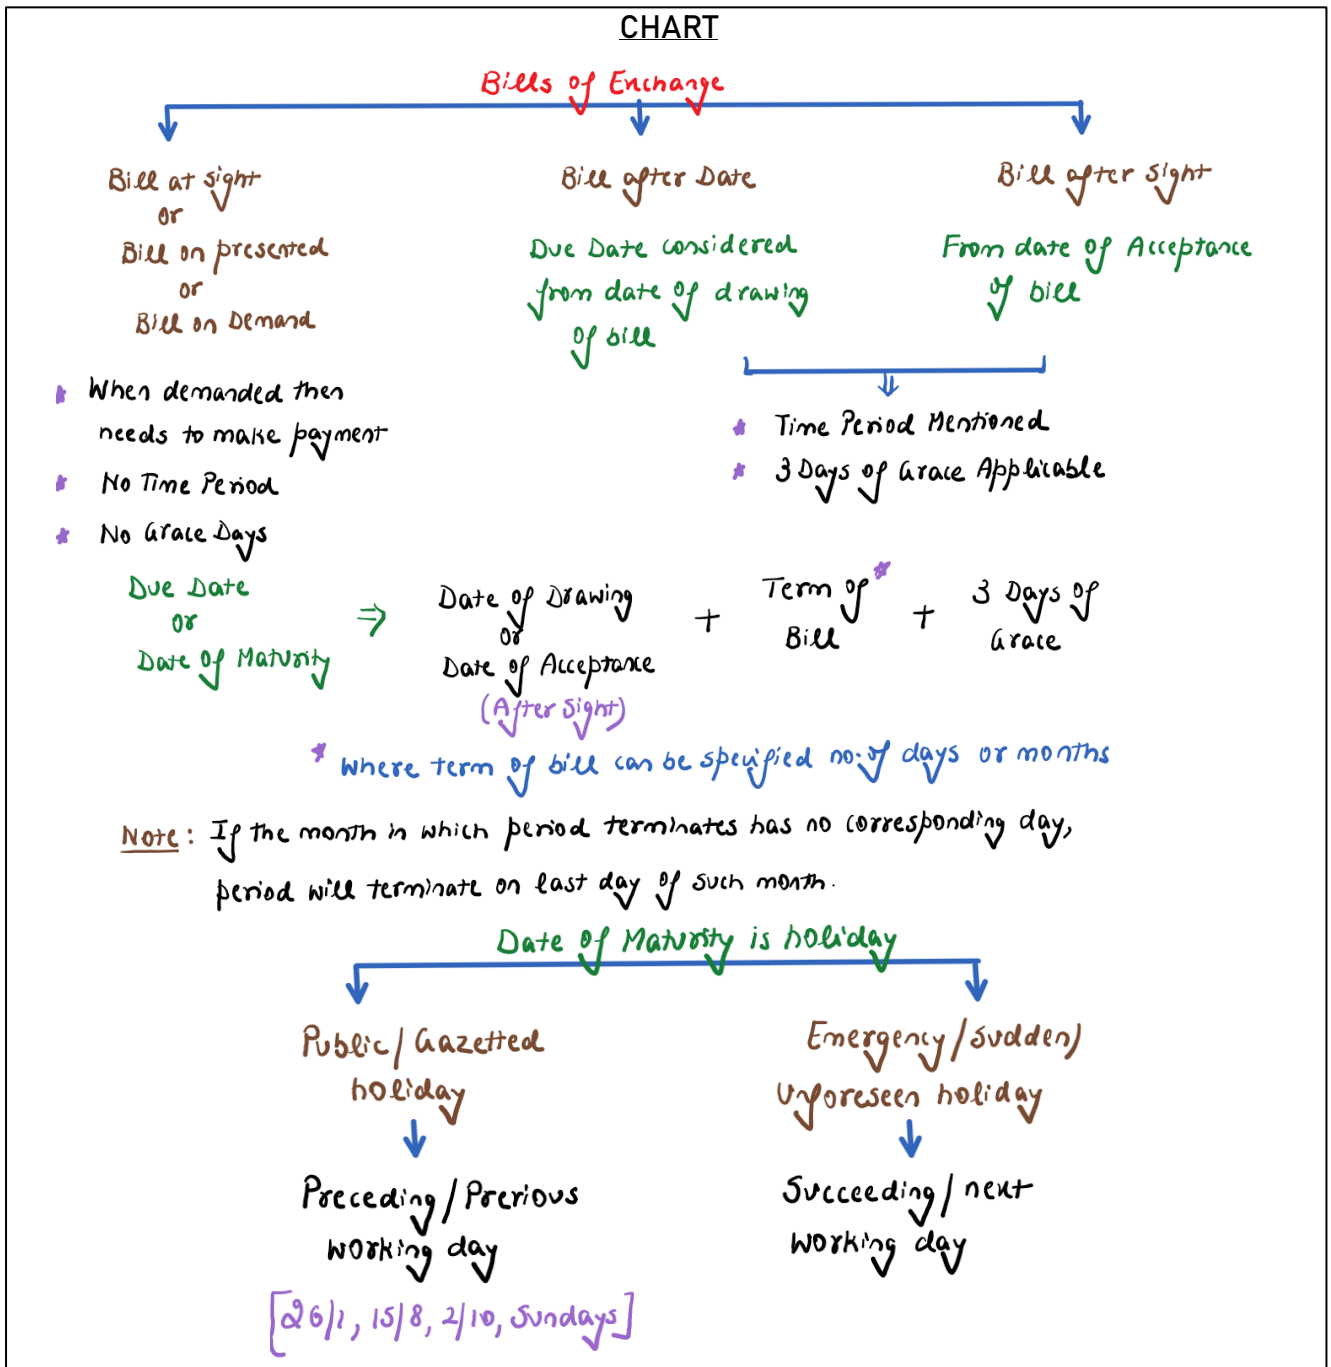 CHART
Bills of Exchange
Bill at sight
or
Bill on presented
or
Bill on Demand
* When demanded then
needs to make payment
* No Time Period
* No Grace Days
Bill after Date
Due Date considered
from date of drawing
of bill
Bill after sight
From date of Acceptance
of bill
* Time Period Mentioned
* 3 Days of Grace Applicable
Due Date
or
Date of Maturity
⇒
Date of Drawing
or
Date of Acceptance
(After sight)
+
Term of *
Bill
+
3 Days of
Grace
* where term of bill can be specified no. of days or months
Note : If the month in which period terminates has no corresponding day,
period will terminate on last day of such month.
Date of Maturity is holiday
Public / Gazetted
holiday
Preceding / Previous
working day
[26/1, 15/8, 2/10, Sundays]
Emergency / Sudden /
Unforeseen holiday
Succeeding / next
working day